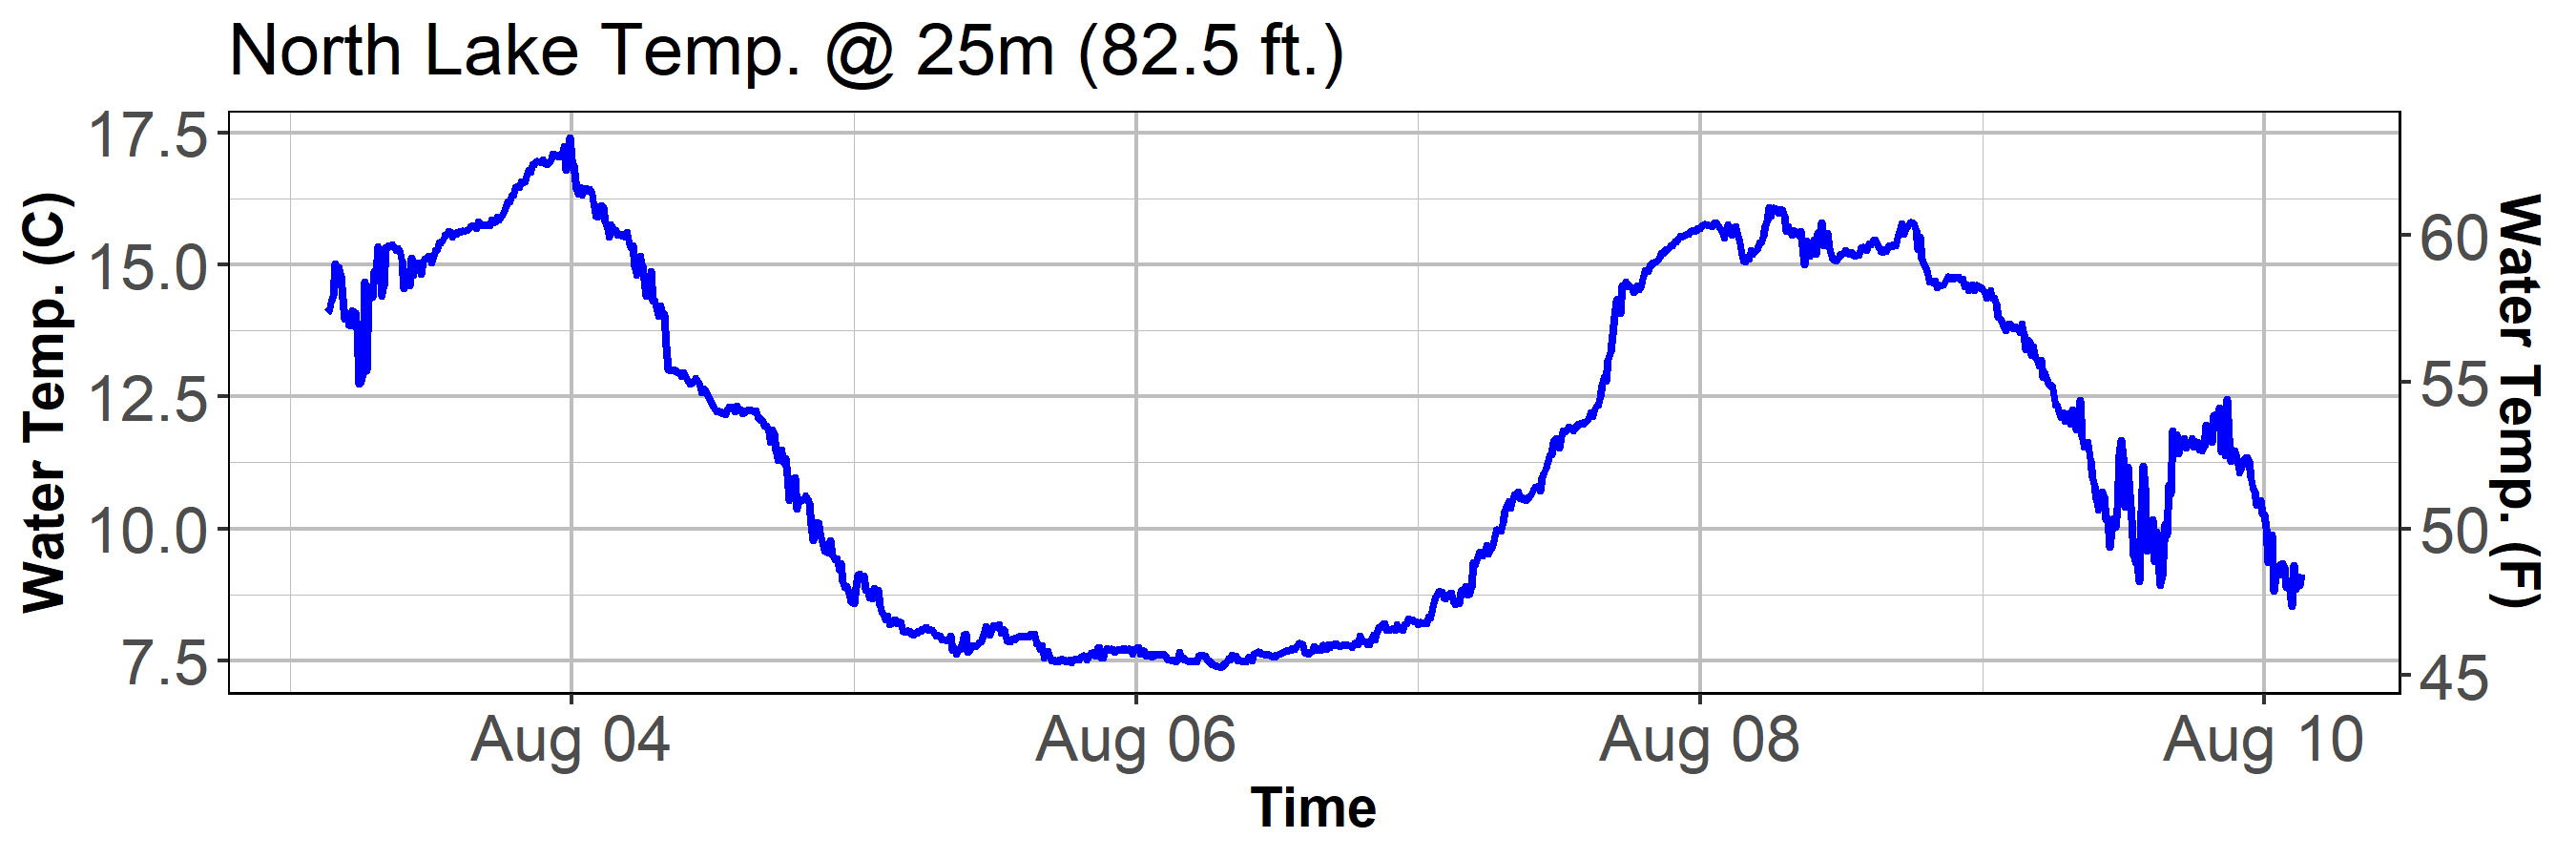 North Lake Temp. @ 25m (82.5 ft.)
Water Temp. (C)
17.5
15.0
12.5
10.0
7.5
Water Temp. (F)
60
55
50
45
Aug 04 Aug 06 Aug 08 Aug 10
Time